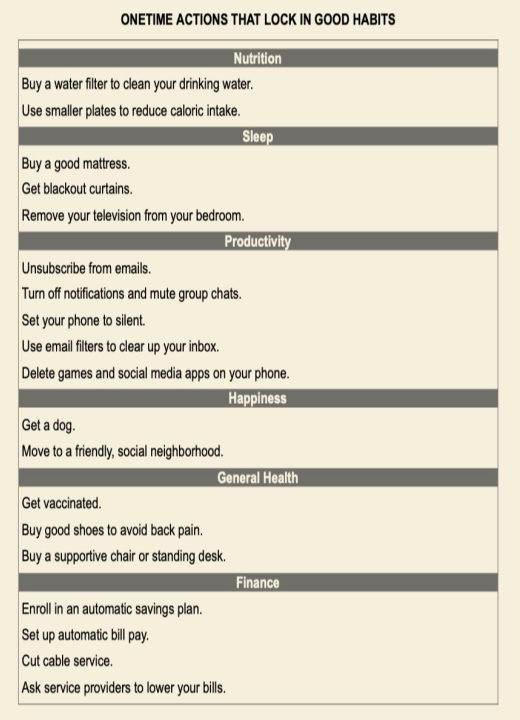 ONETIME ACTIONS THAT LOCK IN GOOD HABITS
Nutrition
Buy a water filter to clean your drinking water.
Use smaller plates to reduce caloric intake.
Sleep
Buy a good mattress.
Get blackout curtains.
Remove your television from your bedroom.
Productivity
Unsubscribe from emails.
Turn off notifications and mute group chats.
Set your phone to silent.
Use email filters to clear up your inbox.
Delete games and social media apps on your phone.
Happiness
Get a dog.
Move to a friendly, social neighborhood.
General Health
Get vaccinated.
Buy good shoes to avoid back pain.
Buy a supportive chair or standing desk.
Finance
Enroll in an automatic savings plan.
Set up automatic bill pay.
Cut cable service.
Ask service providers to lower your bills.